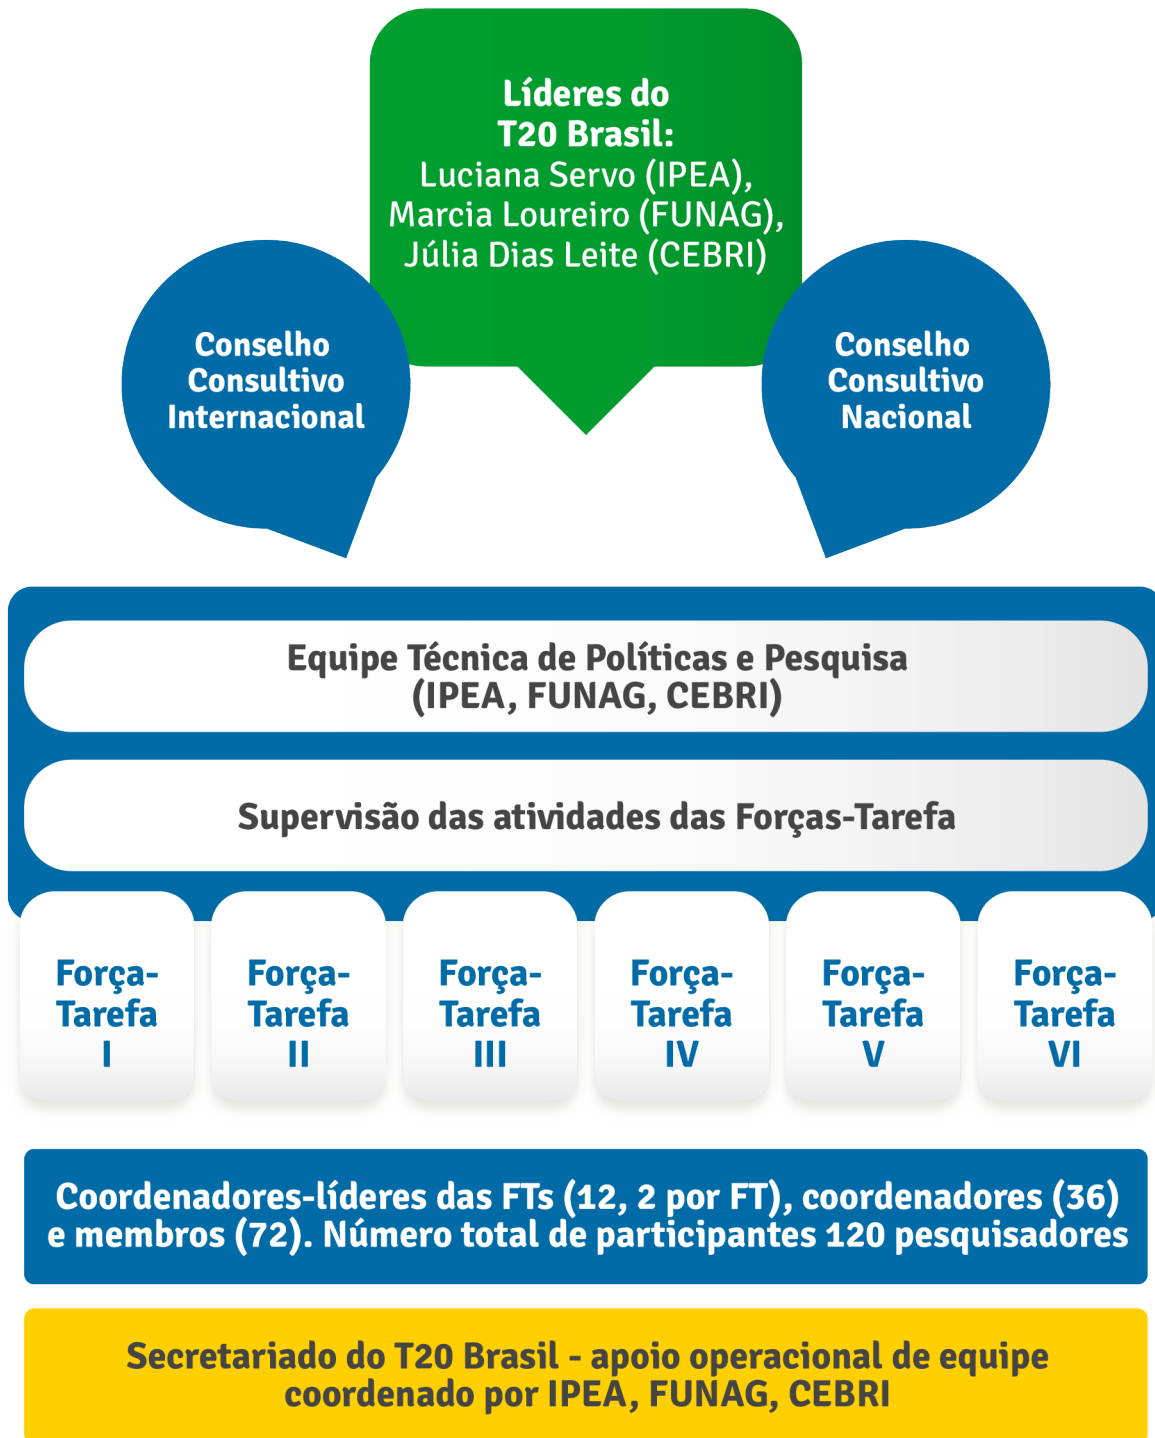 Líderes do
T20 Brasil:
Luciana Servo (IPEA),
Marcia Loureiro (FUNAG),
Júlia Dias Leite (CEBRI)
Conselho
Consultivo
Internacional
Conselho
Consultivo
Nacional
Equipe Técnica de Políticas e Pesquisa
(IPEA, FUNAG, CEBRI)
Supervisão das atividades das Forças-Tarefa
Força-
Tarefa
I
Força-
Tarefa
II
Força-
Tarefa
III
Força-
Tarefa
IV
Força-
Tarefa
V
Força-
Tarefa
VI
Coordenadores-líderes das FTs (12, 2 por FT), coordenadores (36)
e membros (72). Número total de participantes 120 pesquisadores
Secretariado do T20 Brasil - apoio operacional de equipe
coordenado por IPEA, FUNAG, CEBRI